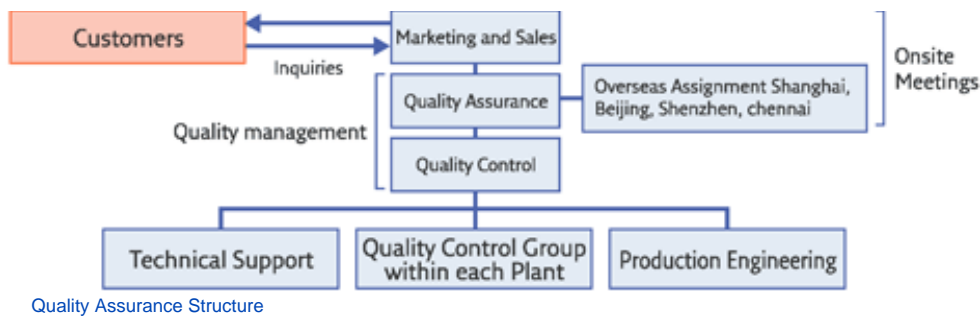 Customers
Marketing and Sales
Inquiries
Onsite
Meetings
Quality Assurance
Overseas Assignment Shanghai,
Beijing, Shenzhen, chennai
Quality management
Quality Control
Technical Support
Quality Control Group
within each Plant
Production Engineering
Quality Assurance Structure